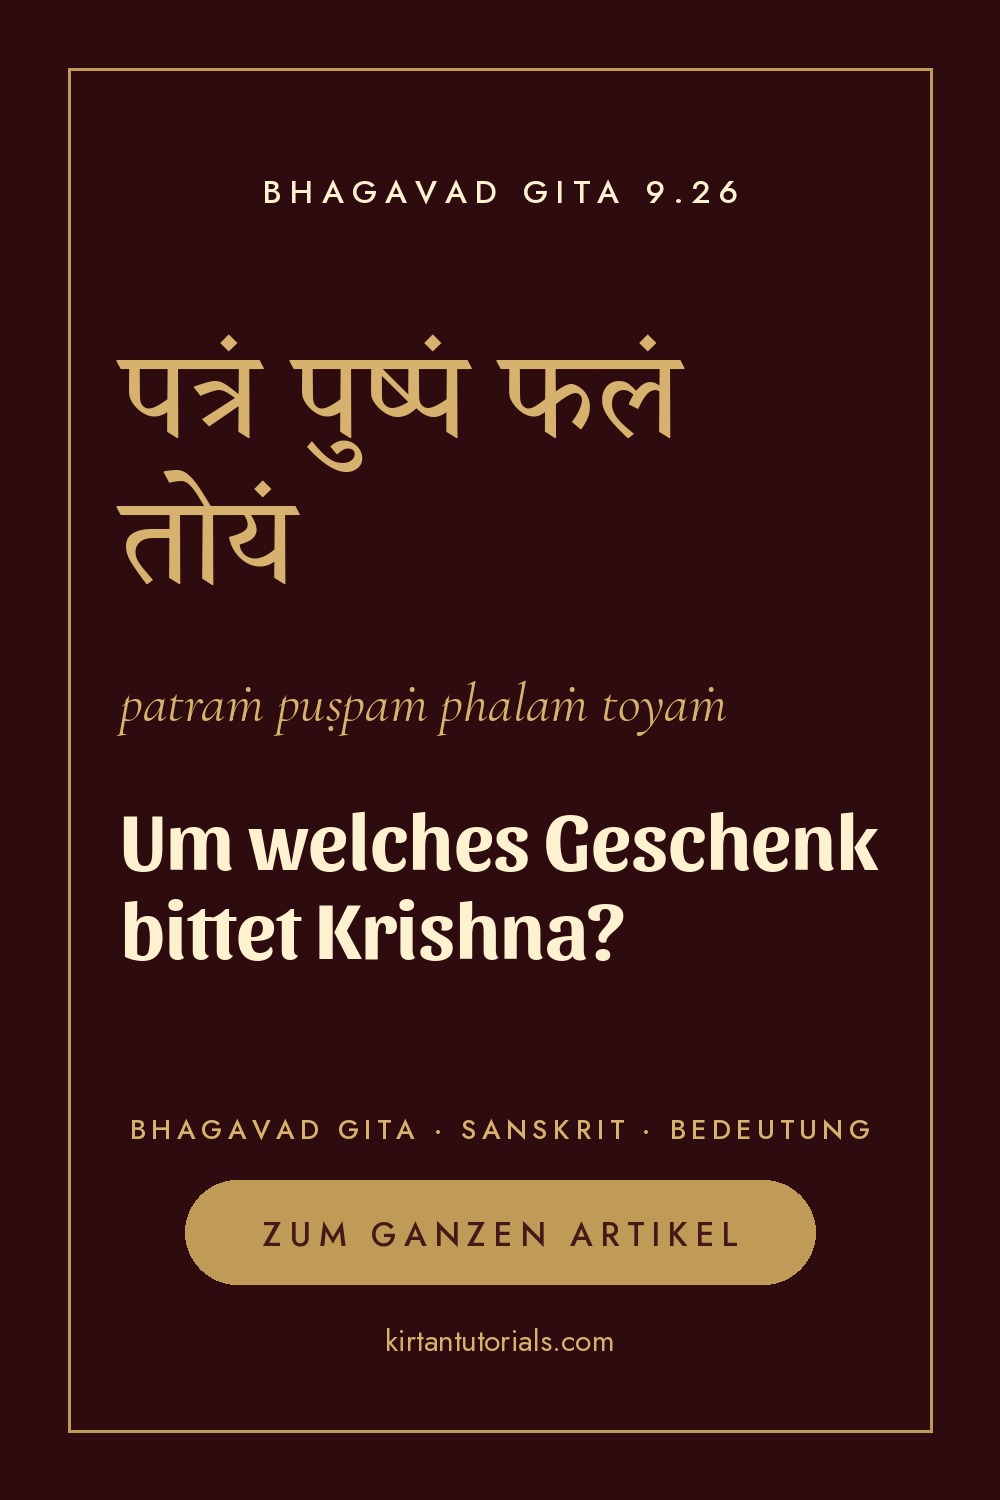 BHAGAVAD GITA 9.26
पत्रं पुष्पं फलं
तोयं
patraṁ puṣpaṁ phalaṁ toyaṁ
Um welches Geschenk
bittet Krishna?
BHAGAVAD GITA · SANSKRIT · BEDEUTUNG
ZUM GANZEN ARTIKEL
kirtantutorials.com